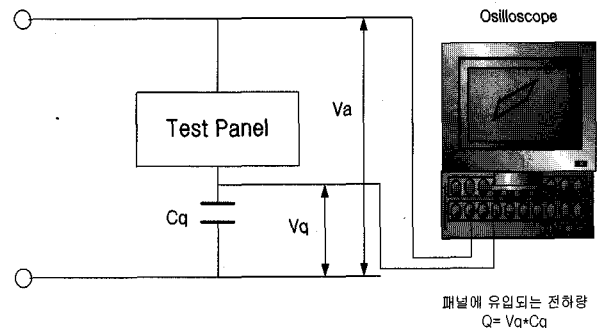 Osilloscope
Va
Test Panel
Cq
Vq
패널에 유입되는 전하량
Q= Vq*Cq